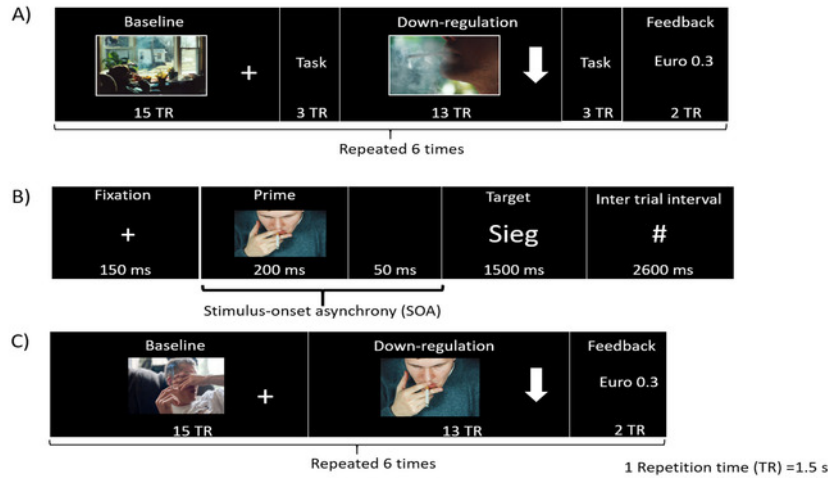 A)
Baseline
+
15 TR
Task
3 TR
Down-regulation
13 TR
Task
3 TR
Feedback
Euro 0.3
2 TR
Repeated 6 times
B)
Fixation
+
150 ms
Prime
200 ms
50 ms
Target
Sieg
1500 ms
Inter trial interval
#
2600 ms
Stimulus-onset asynchrony (SOA)
C)
Baseline
+
15 TR
Down-regulation
13 TR
Feedback
Euro 0.3
2 TR
Repeated 6 times
1 Repetition time (TR) =1.5 s